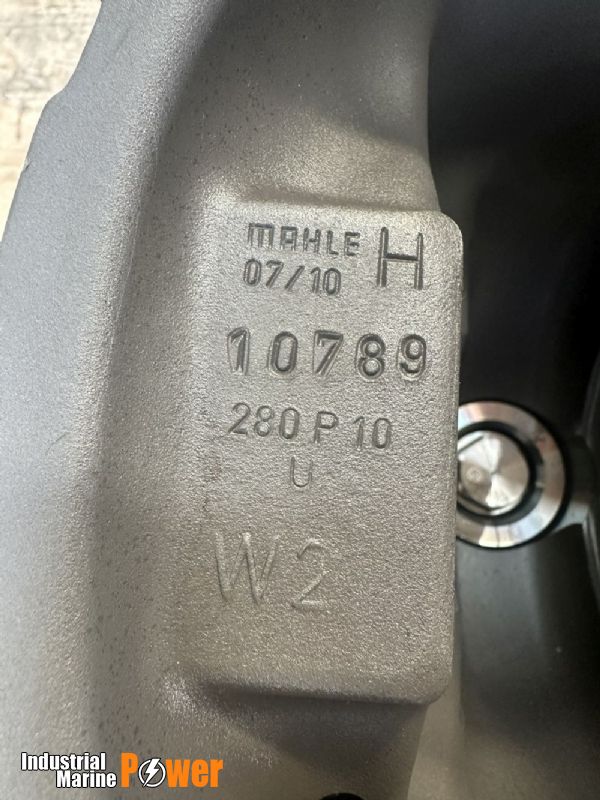 MAHLE H
07/10
10789
280 P 10
U
W2
Industrial
Marine Power